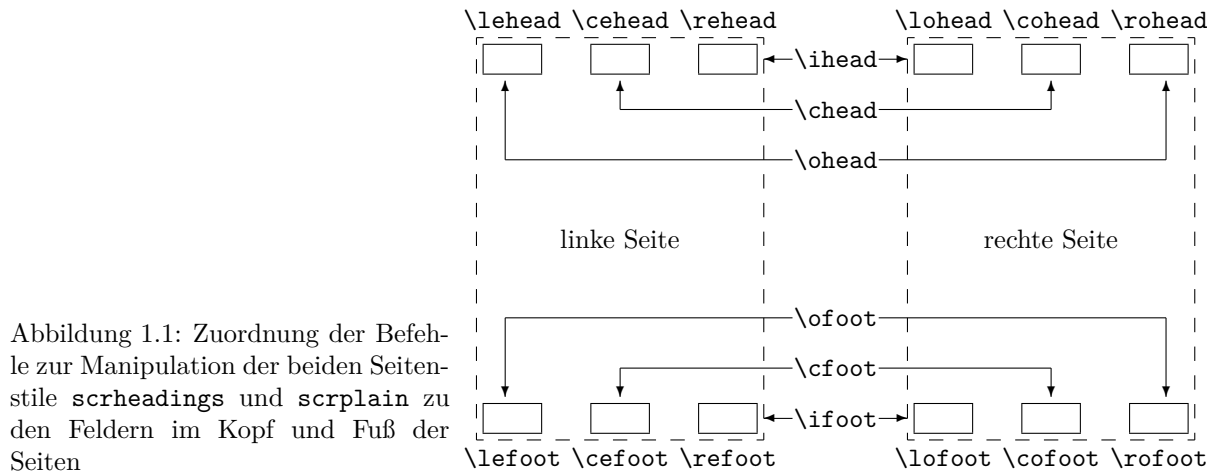 \lehead \cehead \rehead \lohead \cohead \rohead
\ihead
\chead
\ohead
linke Seite rechte Seite
\ofoot
\cfoot
\ifoot
\lefoot \cefoot \refoot \lofoot \cofoot \rofoot
Abbildung 1.1: Zuordnung der Befeh-
le zur Manipulation der beiden Seiten-
stile scrheadings und scrplain zu
den Feldern im Kopf und Fuß der
Seiten